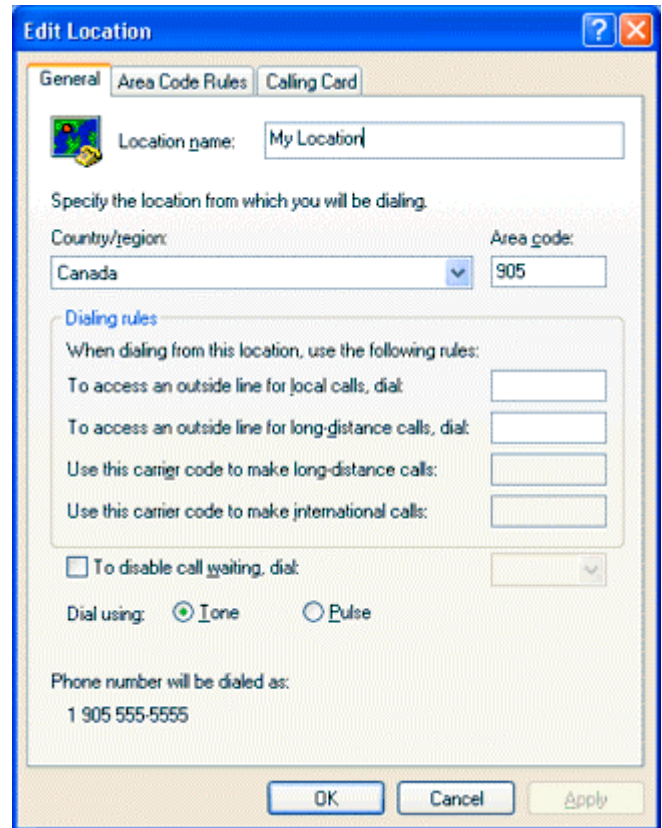 Edit Location
General Area Code Rules Calling Card
Location name: My Location
Specify the location from which you will be dialing.
Country/region: Area code:
Canada 905
Dialing rules
When dialing from this location, use the following rules:
To access an outside line for local calls, dial:
To access an outside line for long-distance calls, dial:
Use this carrier code to make long-distance calls:
Use this carrier code to make international calls:
To disable call waiting, dial:
Dial using: Tone Pulse
Phone number will be dialed as:
1 905 555-5555
OK Cancel Apply